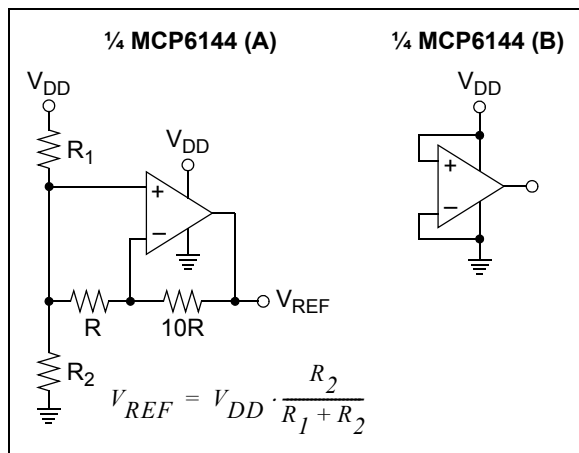 ¼ MCP6144 (A) ¼ MCP6144 (B)
V_DD V_DD
R_1 V_DD
+ +
− −
V_REF
R 10R
R_2
V_REF = V_DD · R_2 / (R_1 + R_2)